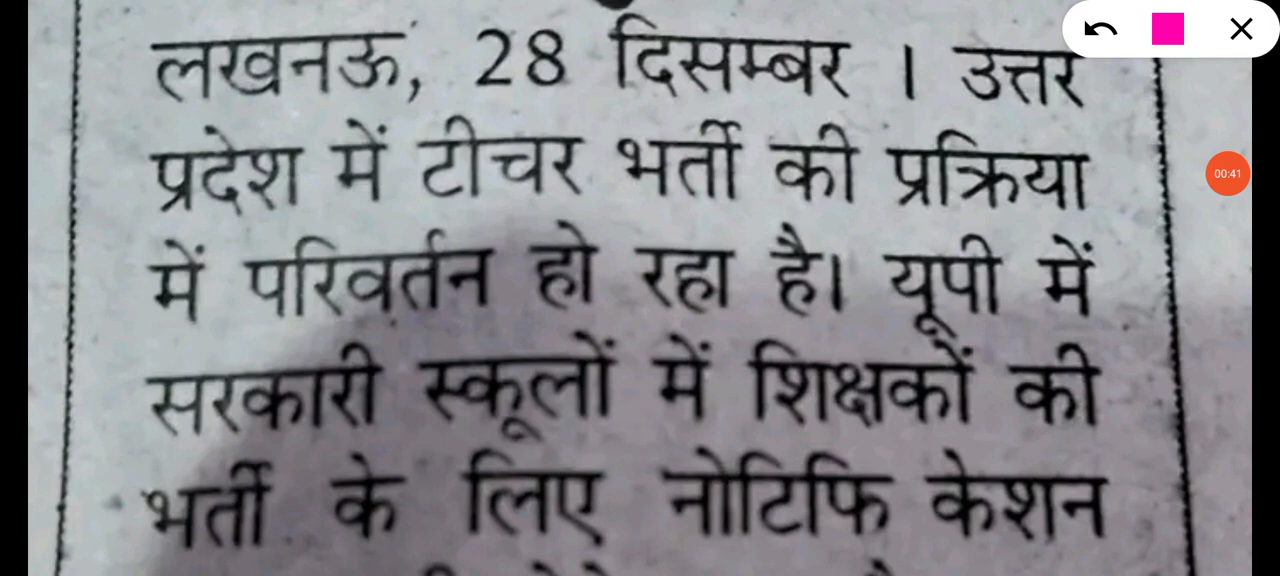 लखनऊ, 28 दिसम्बर । उत्तर
प्रदेश में टीचर भर्ती की प्रक्रिया
में परिवर्तन हो रहा है। यूपी में
सरकारी स्कूलों में शिक्षकों की
भर्ती के लिए नोटिफि केशन
00:41